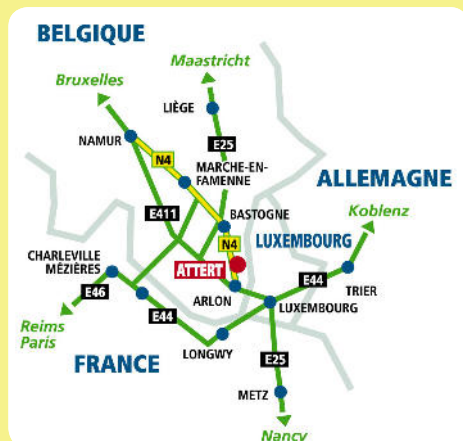 BELGIQUE
Maastricht
Bruxelles
LIÈGE
NAMUR
E25
N4
MARCHE-EN-
FAMENNE
ALLEMAGNE
E411
Koblenz
BASTOGNE
N4
LUXEMBOURG
CHARLEVILLE
MÉZIÈRES
ATTERT
E44
TRIER
E46
ARLON
LUXEMBOURG
E44
Reims
Paris
LONGWY
FRANCE
E25
METZ
Nancy